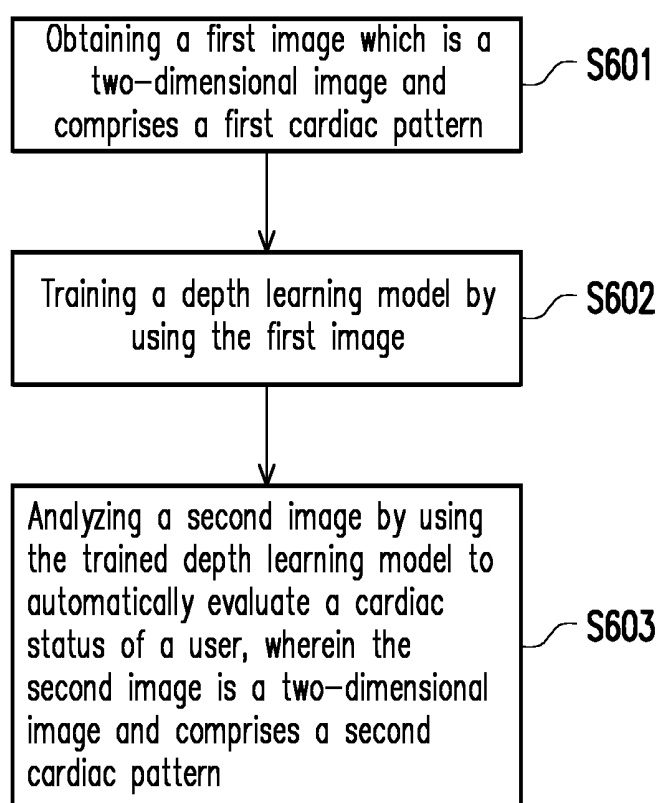 Obtaining a first image which is a
two-dimensional image and
comprises a first cardiac pattern
S601
Training a depth learning model by
using the first image
S602
Analyzing a second image by using
the trained depth learning model to
automatically evaluate a cardiac
status of a user, wherein the
second image is a two-dimensional
image and comprises a second
cardiac pattern
S603